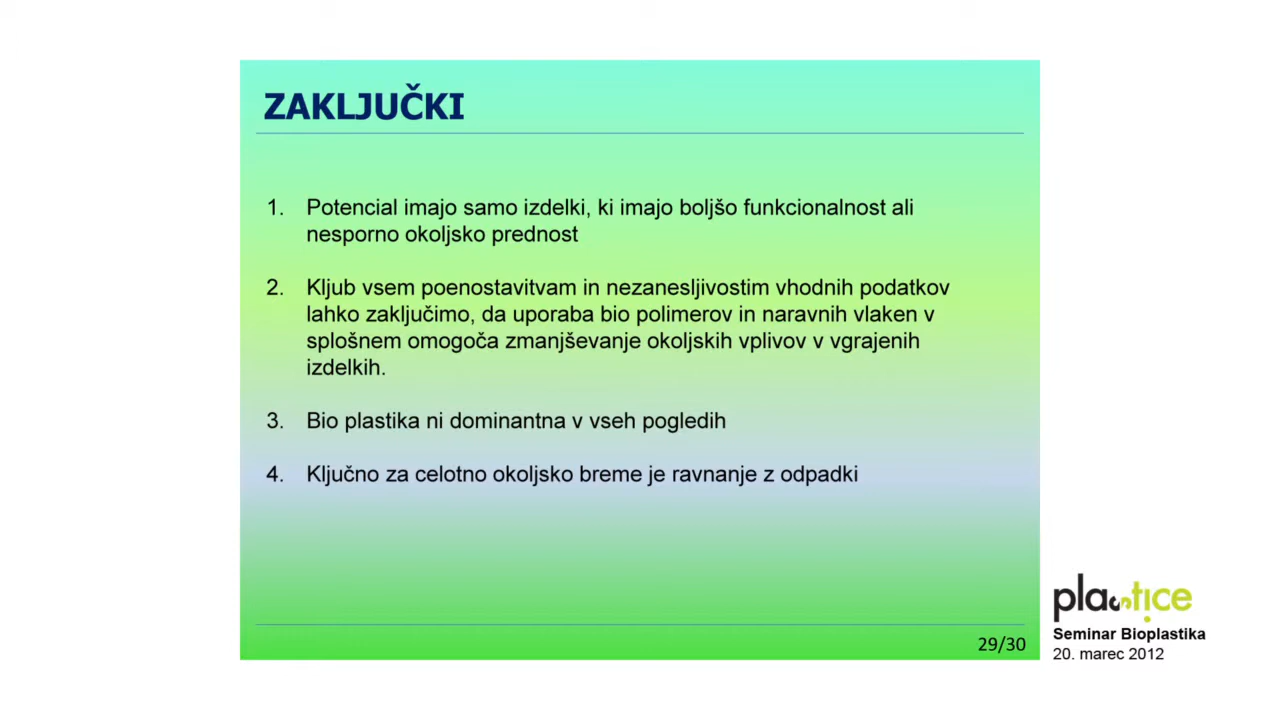 ZAKLJUČKI
1. Potencial imajo samo izdelki, ki imajo boljšo funkcionalnost ali
nesporno okoljsko prednost
2. Kljub vsem poenostavitvam in nezanesljivostim vhodnih podatkov
lahko zaključimo, da uporaba bio polimerov in naravnih vlaken v
splošnem omogoča zmanjševanje okoljskih vplivov v vgrajenih
izdelkih.
3. Bio plastika ni dominantna v vseh pogledih
4. Ključno za celotno okoljsko breme je ravnanje z odpadki
29/30
plastice
Seminar Bioplastika
20. marec 2012